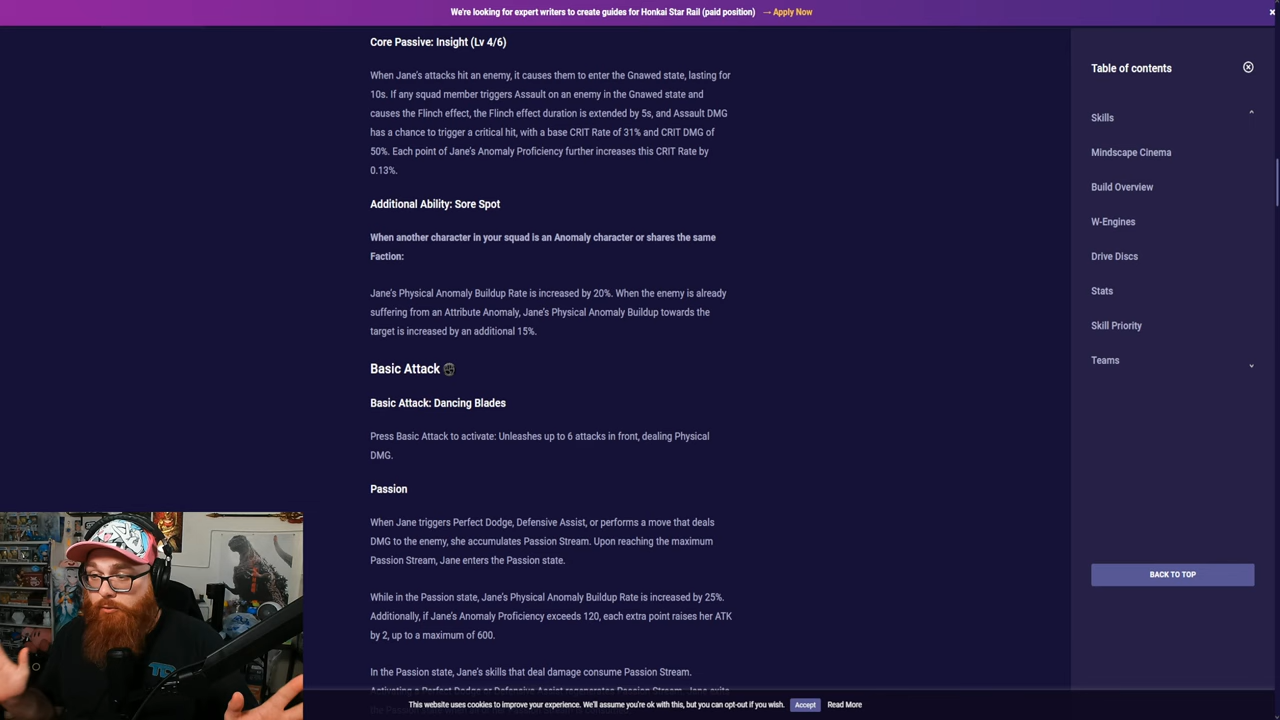 We're looking for expert writers to create guides for Honkai Star Rail (paid position) → Apply Now
Core Passive: Insight (Lv 4/6)
When Jane's attacks hit an enemy, it causes them to enter the Gnawed state, lasting for
10s. If any squad member triggers Assault on an enemy in the Gnawed state and
causes the Flinch effect, the Flinch effect duration is extended by 5s, and Assault DMG
has a chance to trigger a critical hit, with a base CRIT Rate of 31% and CRIT DMG of
50%. Each point of Jane's Anomaly Proficiency further increases this CRIT Rate by
0.13%.
Additional Ability: Sore Spot
When another character in your squad is an Anomaly character or shares the same
Faction:
Jane's Physical Anomaly Buildup Rate is increased by 20%. When the enemy is already
suffering from an Attribute Anomaly, Jane's Physical Anomaly Buildup towards the
target is increased by an additional 15%.
Basic Attack
Basic Attack: Dancing Blades
Press Basic Attack to activate: Unleashes up to 6 attacks in front, dealing Physical
DMG.
Passion
When Jane triggers Perfect Dodge, Defensive Assist, or performs a move that deals
DMG to the enemy, she accumulates Passion Stream. Upon reaching the maximum
Passion Stream, Jane enters the Passion state.
While in the Passion state, Jane's Physical Anomaly Buildup Rate is increased by 25%.
Additionally, if Jane's Anomaly Proficiency exceeds 120, each extra point raises her ATK
by 2, up to a maximum of 600.
In the Passion state, Jane's skills that deal damage consume Passion Stream.
Table of contents
Skills
Mindscape Cinema
Build Overview
W-Engines
Drive Discs
Stats
Skill Priority
Teams
BACK TO TOP
This website uses cookies to improve your experience. We'll assume you're ok with this, but you can opt-out if you wish. Accept Read More